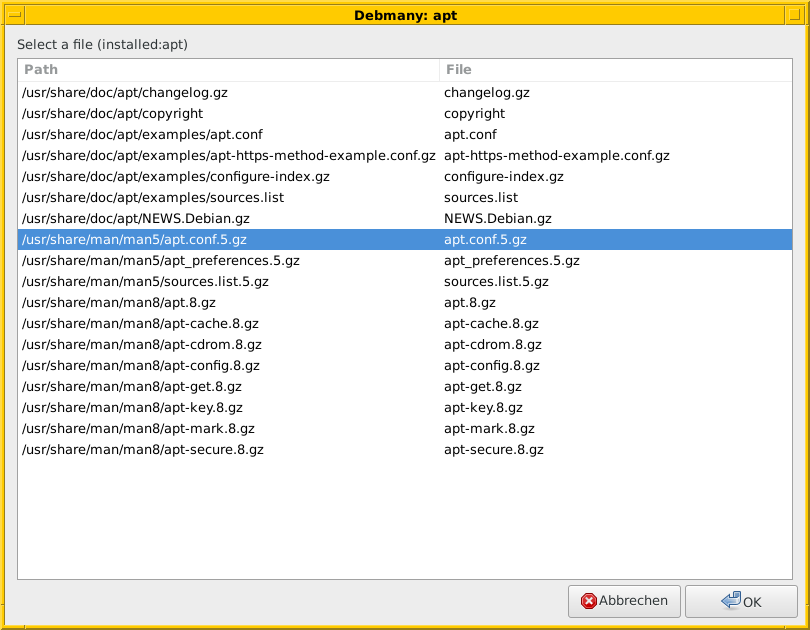 Debmany: apt
Select a file (installed:apt)
Path File
/usr/share/doc/apt/changelog.gz changelog.gz
/usr/share/doc/apt/copyright copyright
/usr/share/doc/apt/examples/apt.conf apt.conf
/usr/share/doc/apt/examples/apt-https-method-example.conf.gz apt-https-method-example.conf.gz
/usr/share/doc/apt/examples/configure-index.gz configure-index.gz
/usr/share/doc/apt/examples/sources.list sources.list
/usr/share/doc/apt/NEWS.Debian.gz NEWS.Debian.gz
/usr/share/man/man5/apt.conf.5.gz apt.conf.5.gz
/usr/share/man/man5/apt_preferences.5.gz apt_preferences.5.gz
/usr/share/man/man5/sources.list.5.gz sources.list.5.gz
/usr/share/man/man8/apt.8.gz apt.8.gz
/usr/share/man/man8/apt-cache.8.gz apt-cache.8.gz
/usr/share/man/man8/apt-cdrom.8.gz apt-cdrom.8.gz
/usr/share/man/man8/apt-config.8.gz apt-config.8.gz
/usr/share/man/man8/apt-get.8.gz apt-get.8.gz
/usr/share/man/man8/apt-key.8.gz apt-key.8.gz
/usr/share/man/man8/apt-mark.8.gz apt-mark.8.gz
/usr/share/man/man8/apt-secure.8.gz apt-secure.8.gz
Abbrechen OK